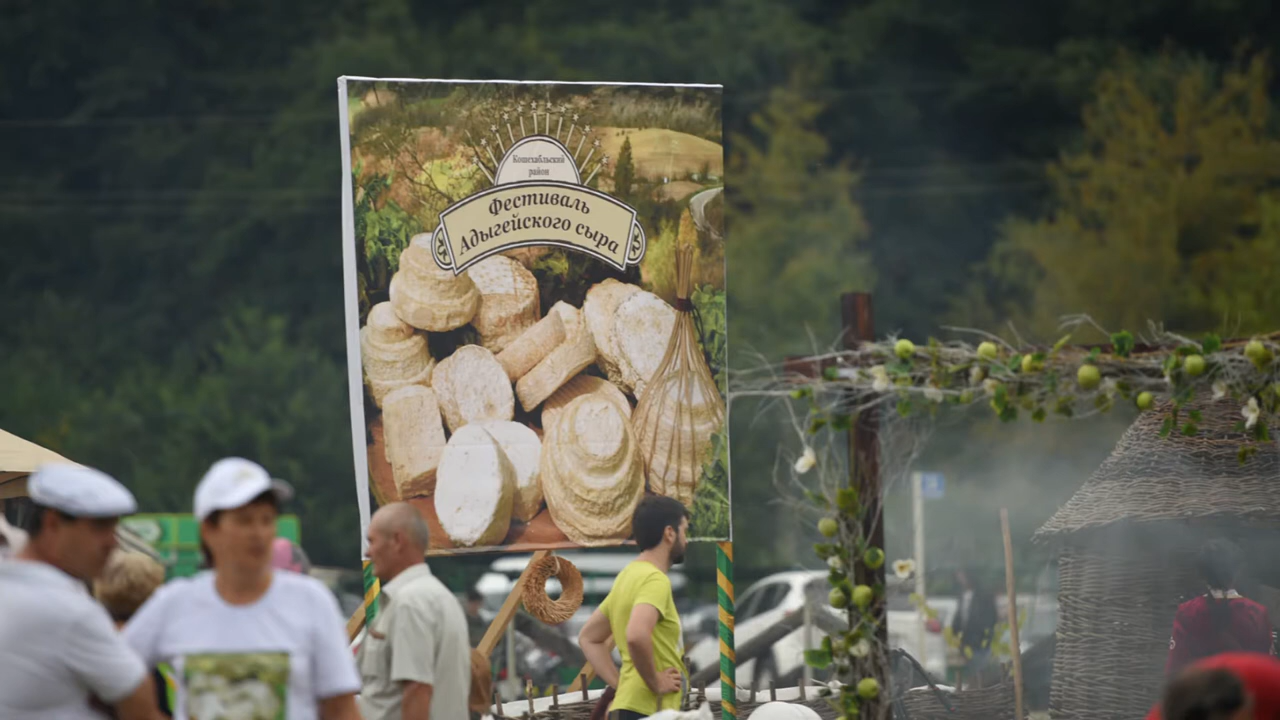 Кошехабльский
район
Фестиваль
Адыгейского сыра